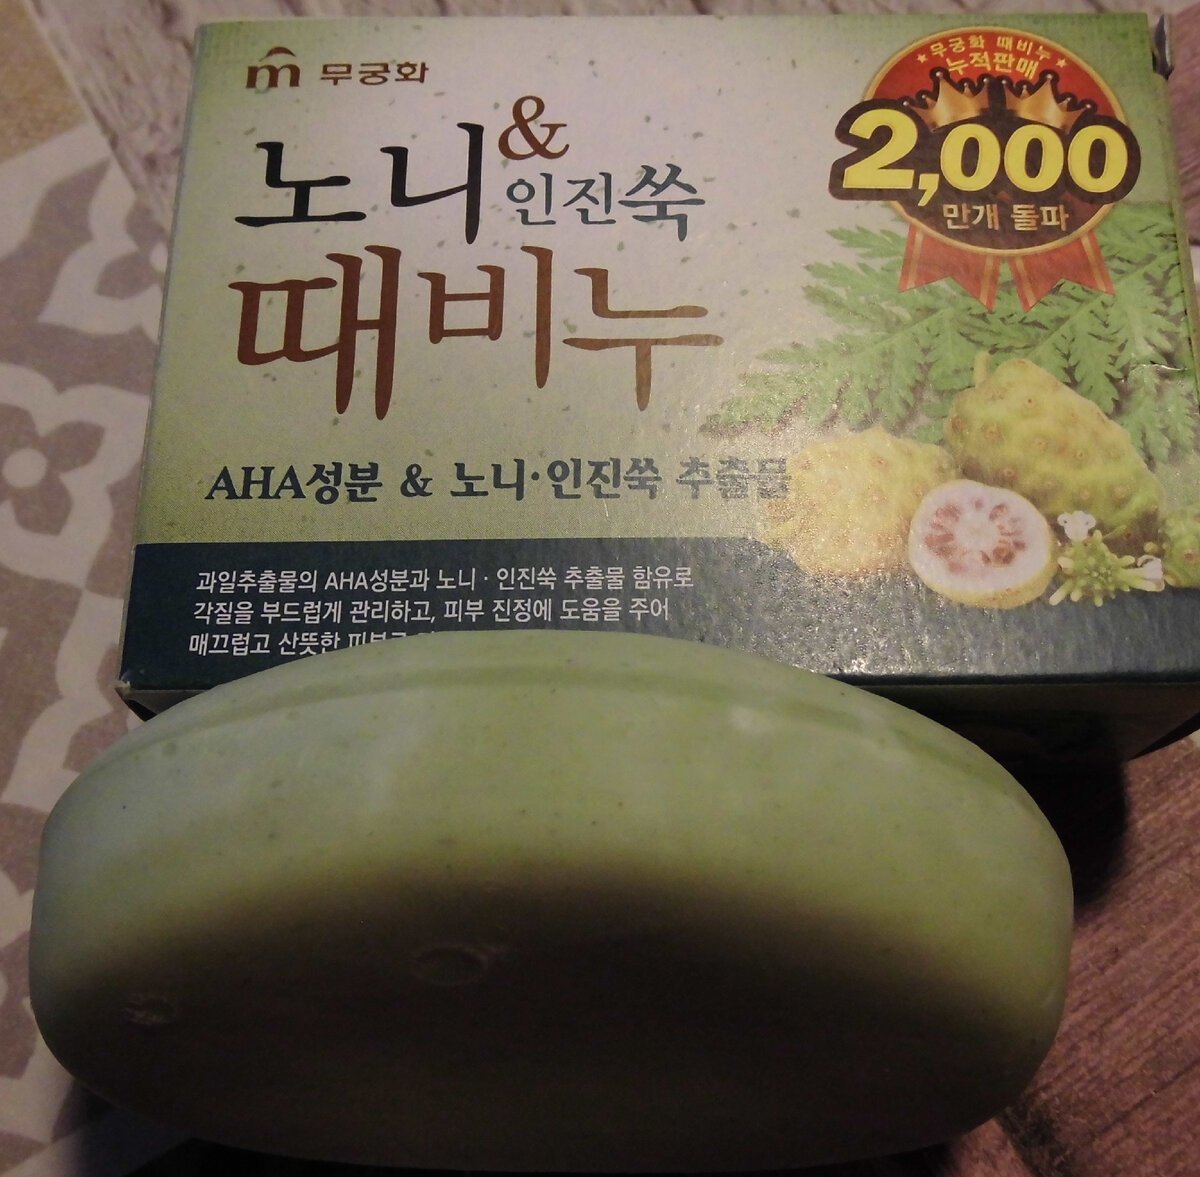 무궁화
노니 & 인진쑥
때비누
무궁화 때비누
누적판매
2,000
만개 돌파
AHA성분 & 노니·인진쑥 추출물
과일추출물의 AHA성분과 노니 · 인진쑥 추출물 함유로
각질을 부드럽게 관리하고, 피부 진정에 도움을 주어
매끄럽고 산뜻한